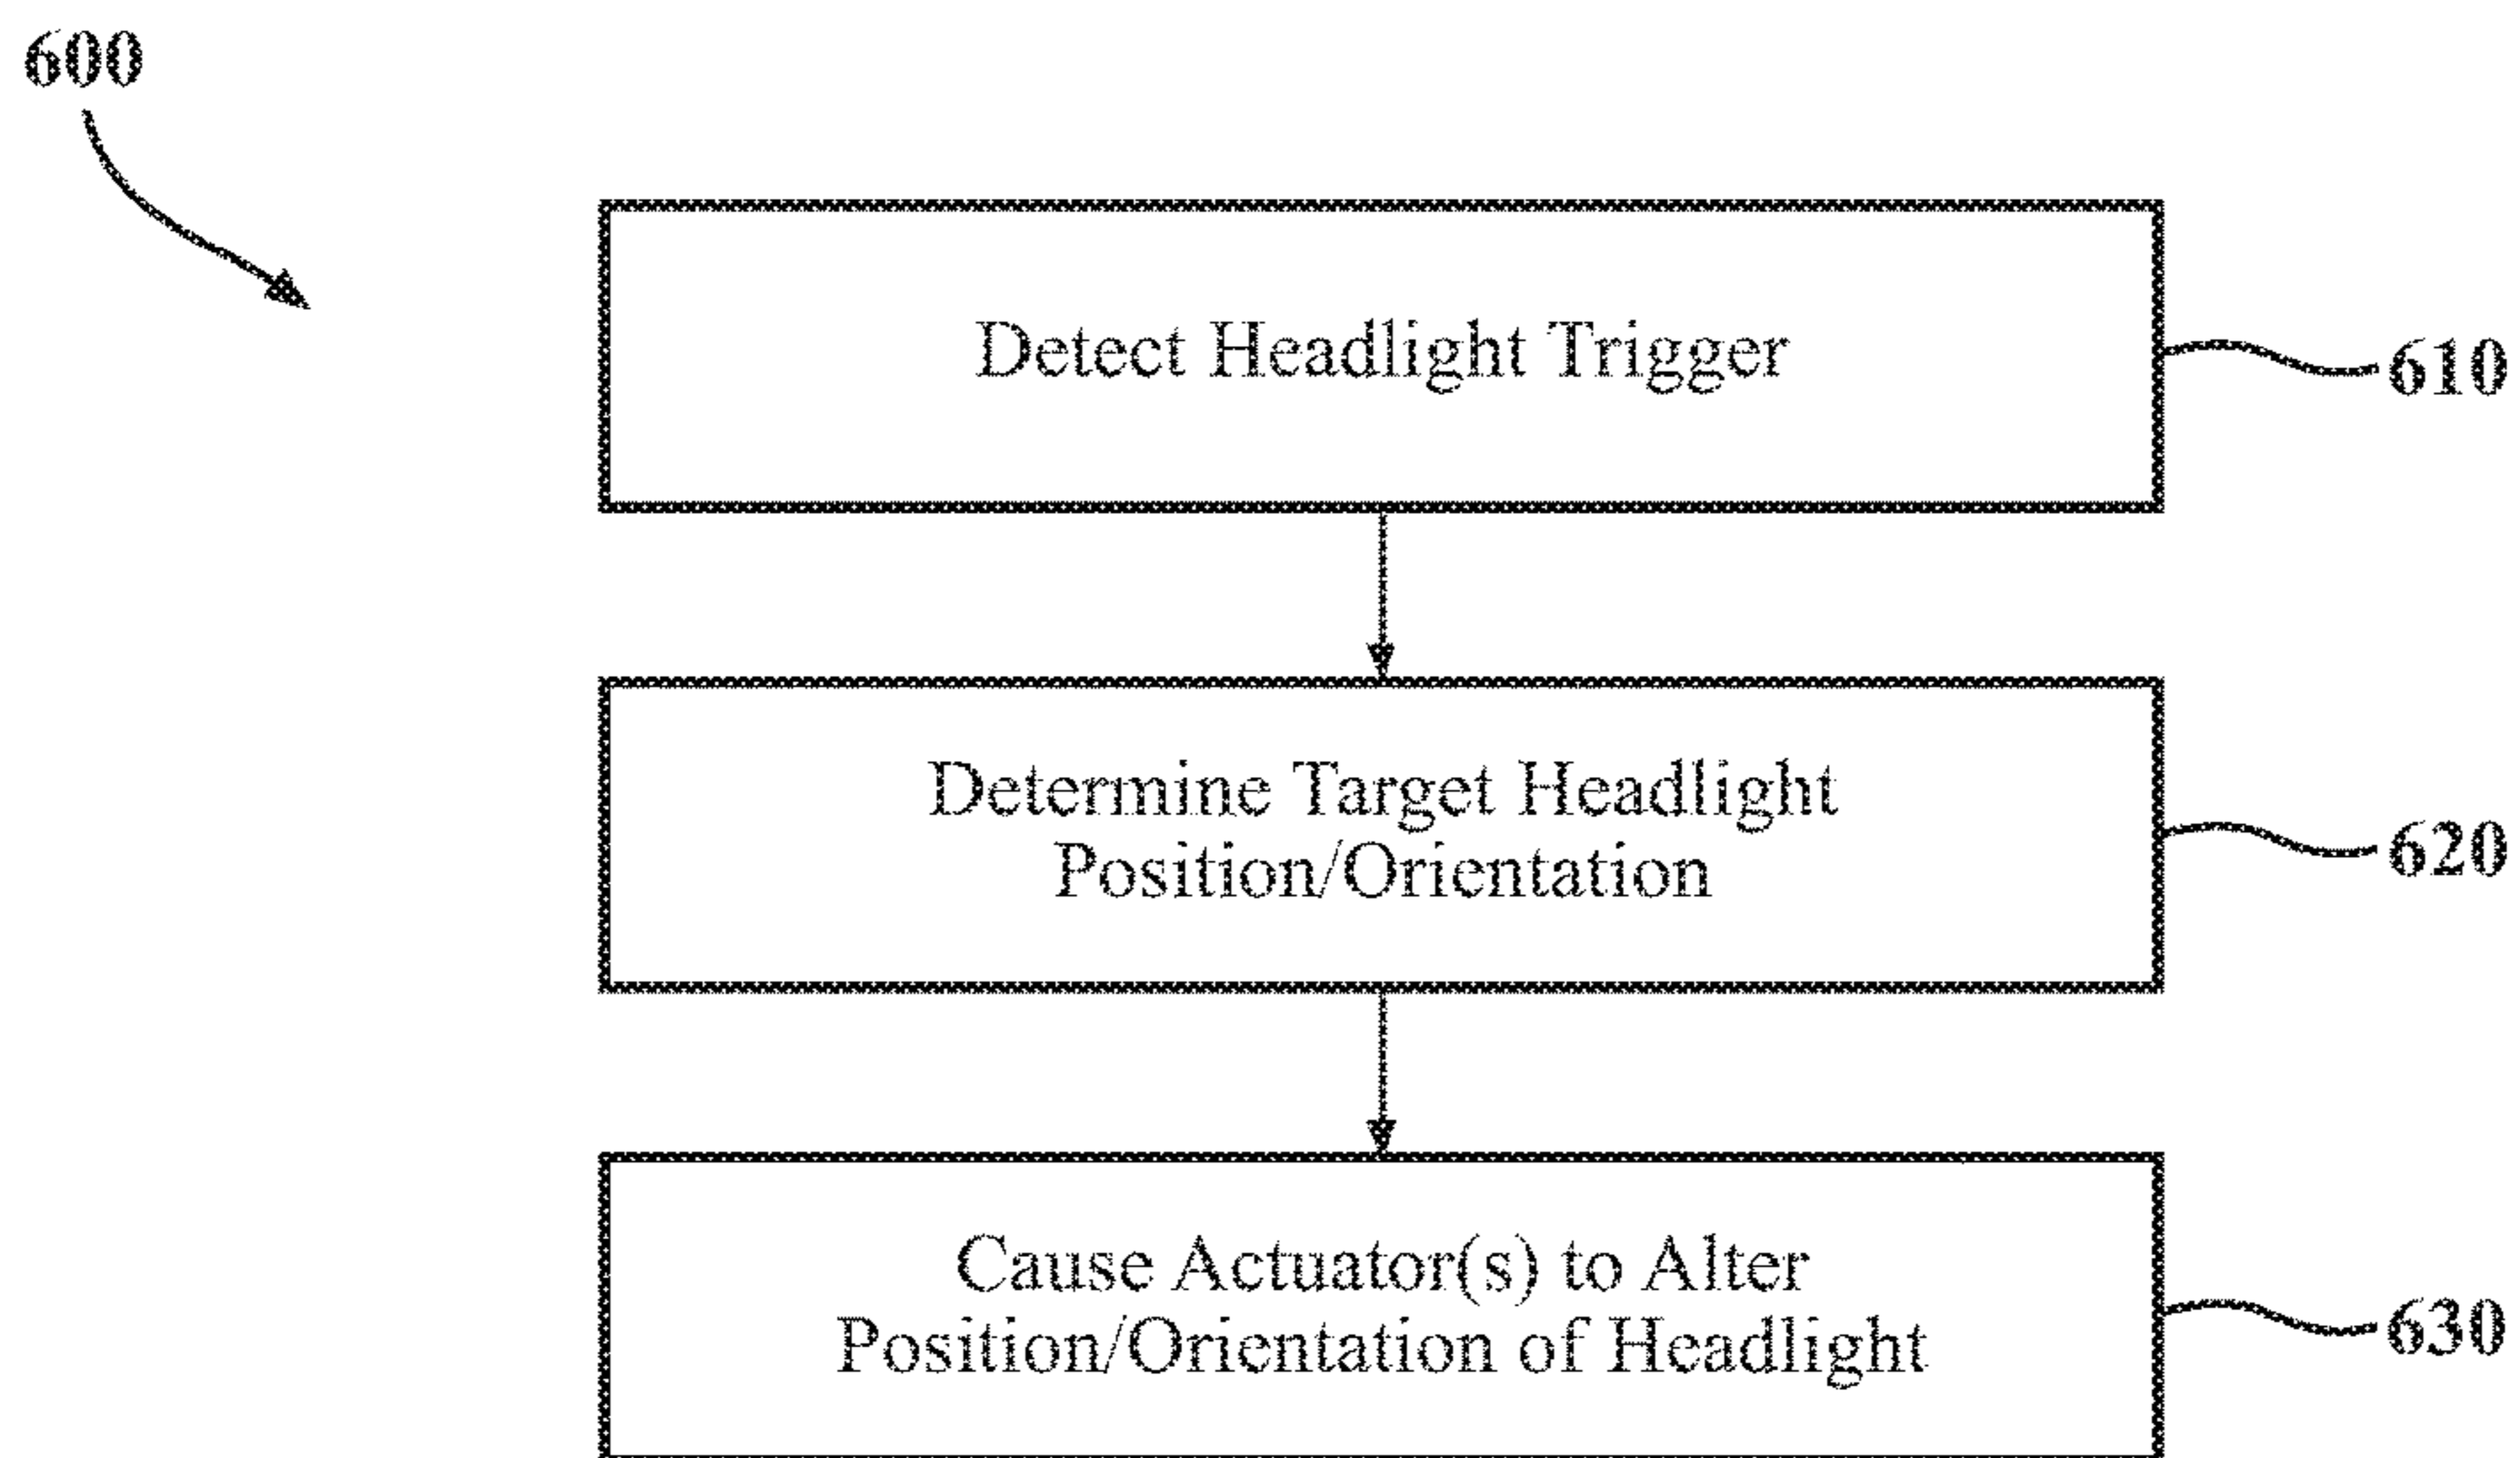 600
Detect Headlight Trigger
610
Determine Target Headlight
Position/Orientation
620
Cause Actuator(s) to Alter
Position/Orientation of Headlight
630